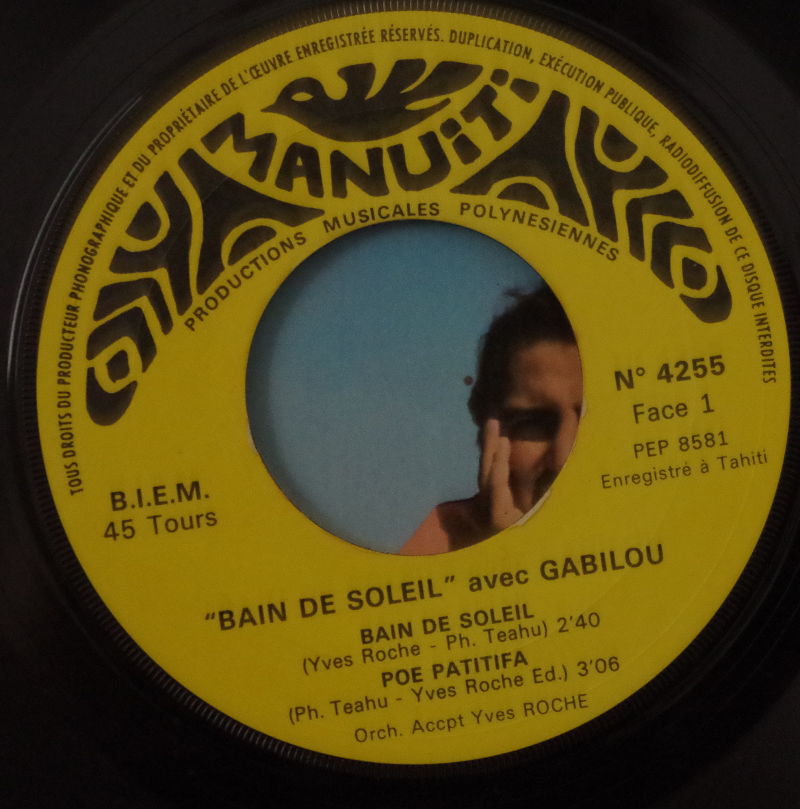 TOUS DROITS DU PRODUCTEUR PHONOGRAPHIQUE ET DU PROPRIÉTAIRE DE L'ŒUVRE ENREGISTRÉE RÉSERVÉS. DUPLICATION, EXÉCUTION PUBLIQUE, RADIODIFFUSION DE CE DISQUE INTERDITES
MANUiTi
PRODUCTIONS MUSICALES POLYNESIENNES
N° 4255
Face 1
PEP 8581
Enregistré à Tahiti
B.I.E.M.
45 Tours
"BAIN DE SOLEIL" avec GABILOU
BAIN DE SOLEIL
(Yves Roche - Ph. Teahu) 2'40
POE PATITIFA
(Ph. Teahu - Yves Roche Ed.) 3'06
Orch. Accpt Yves ROCHE